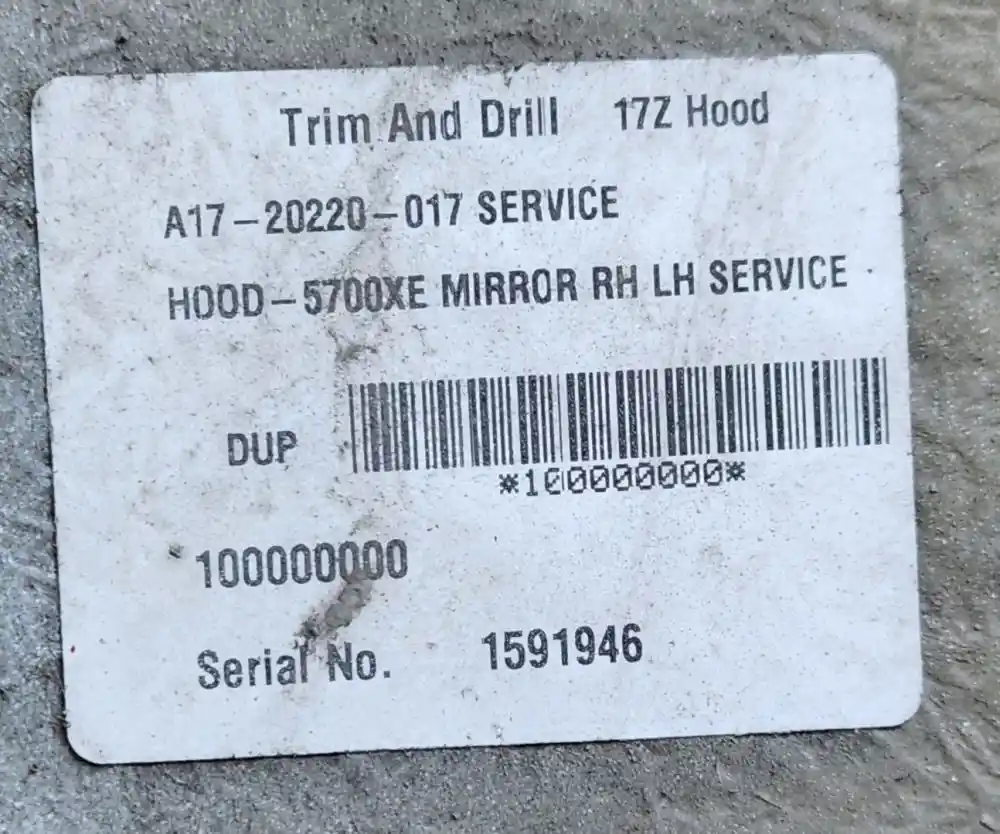 Trim And Drill 17Z Hood
A17-20220-017 SERVICE
HOOD-5700XE MIRROR RH LH SERVICE
DUP
*100000000*
100000000
Serial No. 1591946